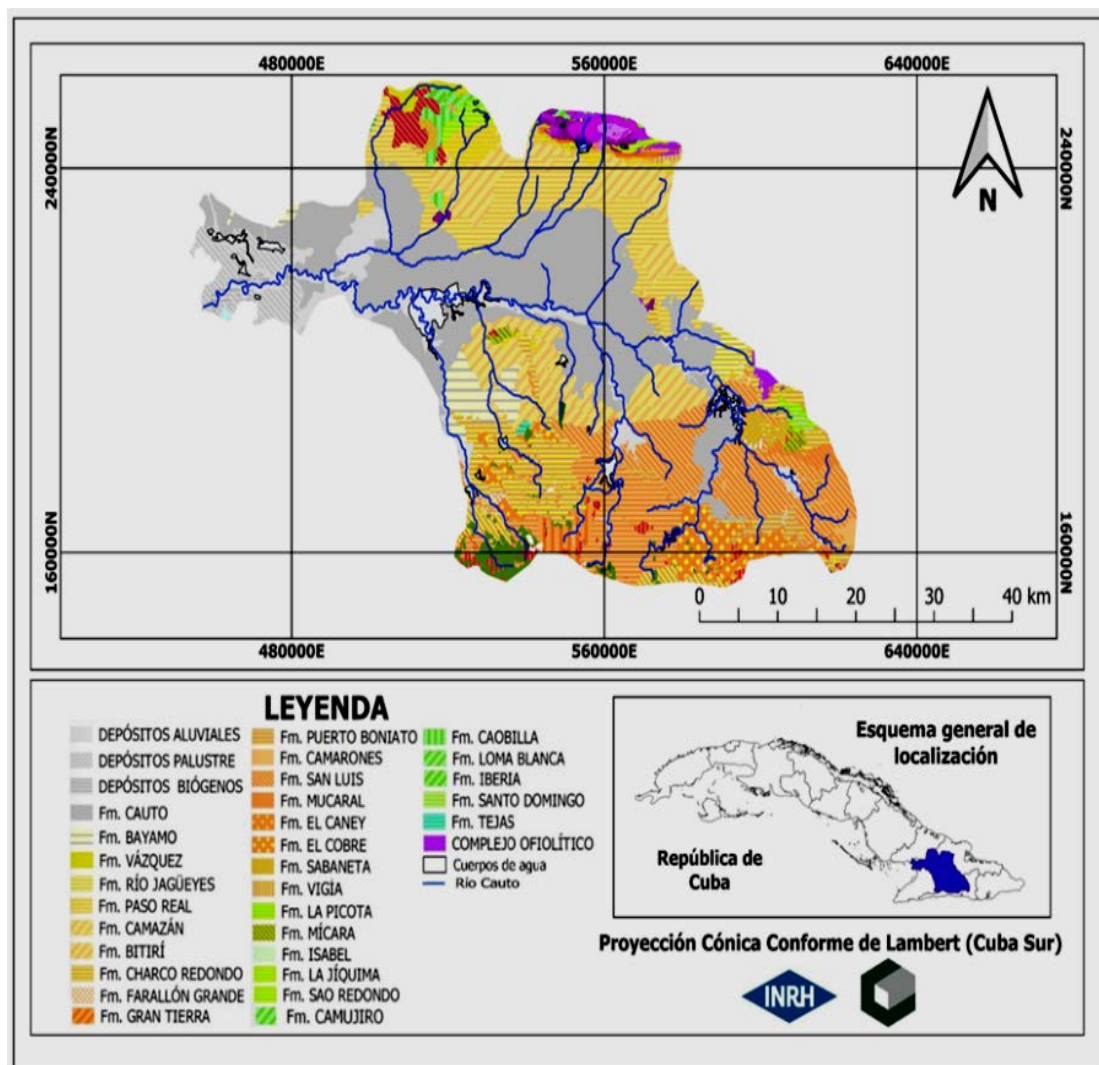 480000E 560000E 640000E
240000N 240000N
N
160000N 160000N
0 10 20 30 40 km
480000E 560000E 640000E
LEYENDA
DEPÓSITOS ALUVIALES
DEPÓSITOS PALUSTRE
DEPÓSITOS BIÓGENOS
Fm. CAUTO
Fm. BAYAMO
Fm. VÁZQUEZ
Fm. RÍO JAGÜEYES
Fm. PASO REAL
Fm. CAMAZÁN
Fm. BITIRÍ
Fm. CHARCO REDONDO
Fm. FARALLÓN GRANDE
Fm. GRAN TIERRA
Fm. PUERTO BONIATO
Fm. CAMARONES
Fm. SAN LUIS
Fm. MUCARAL
Fm. EL CANEY
Fm. EL COBRE
Fm. SABANETA
Fm. VIGÍA
Fm. LA PICOTA
Fm. MÍCARA
Fm. ISABEL
Fm. LA JÍQUIMA
Fm. SAO REDONDO
Fm. CAMUJIRO
Fm. CAOBILLA
Fm. LOMA BLANCA
Fm. IBERIA
Fm. SANTO DOMINGO
Fm. TEJAS
COMPLEJO OFIOLÍTICO
Cuerpos de agua
Río Cauto
Esquema general de
localización
República de
Cuba
Proyección Cónica Conforme de Lambert (Cuba Sur)
INRH